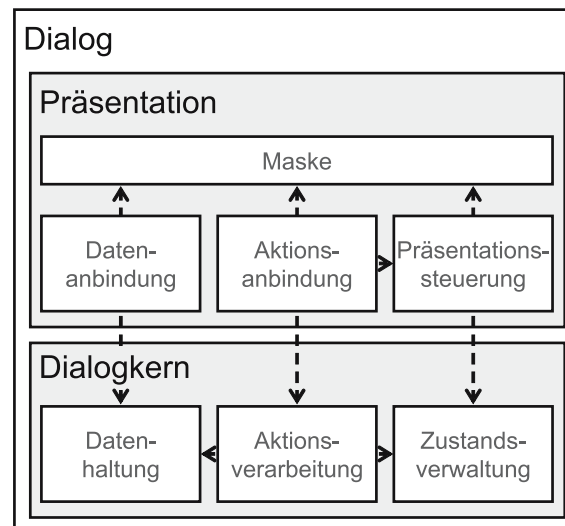 Dialog
Präsentation
Maske
Daten-
anbindung
Aktions-
anbindung
Präsentations-
steuerung
Dialogkern
Daten-
haltung
Aktions-
verarbeitung
Zustands-
verwaltung